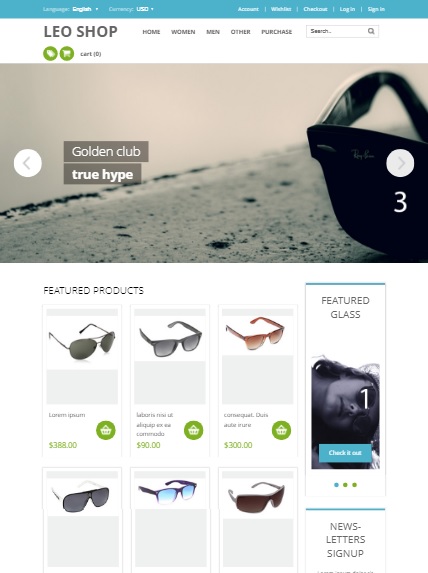 Language: English Currency: USD Account | Wishlist | Checkout | Log In | Sign In
LEO SHOP HOME WOMEN MEN OTHER PURCHASE Search...
cart (0)
Golden club
true hype
Ray-Ban
3
FEATURED PRODUCTS
FEATURED
GLASS
1
Check it out
Lorem ipsum
$388.00
laboris nisi ut
aliquip ex ea
commodo
$90.00
consequat. Duis
aute irure
$300.00
NEWS-
LETTERS
SIGNUP